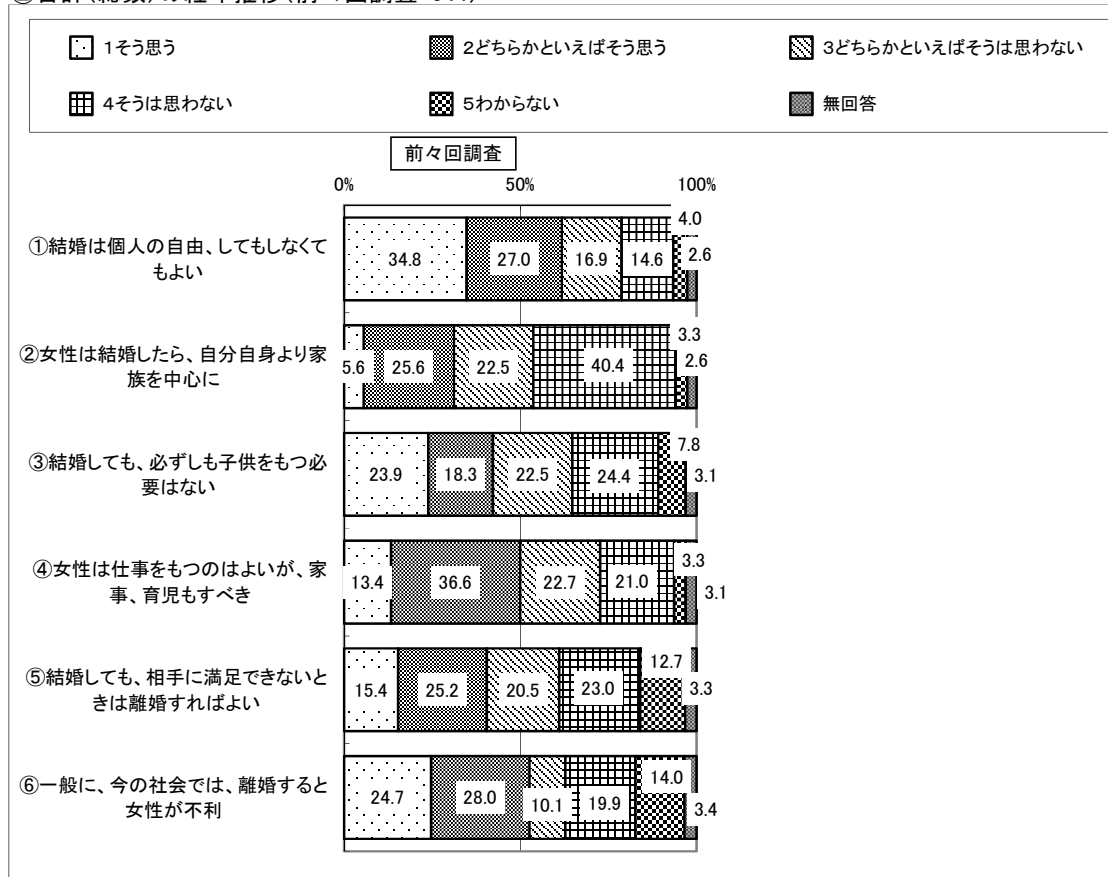 1そう思う
2どちらかといえばそう思う
3どちらかといえばそうは思わない
4そうは思わない
5わからない
無回答
前々回調査
0%
50%
100%
①結婚は個人の自由、してもしなくて
もよい
34.8
27.0
16.9
14.6
4.0
2.6
②女性は結婚したら、自分自身より家
族を中心に
5.6
25.6
22.5
40.4
3.3
2.6
③結婚しても、必ずしも子供をもつ必
要はない
23.9
18.3
22.5
24.4
7.8
3.1
④女性は仕事をもつのはよいが、家
事、育児もすべき
13.4
36.6
22.7
21.0
3.3
3.1
⑤結婚しても、相手に満足できないと
きは離婚すればよい
15.4
25.2
20.5
23.0
12.7
3.3
⑥一般に、今の社会では、離婚すると
女性が不利
24.7
28.0
10.1
19.9
14.0
3.4